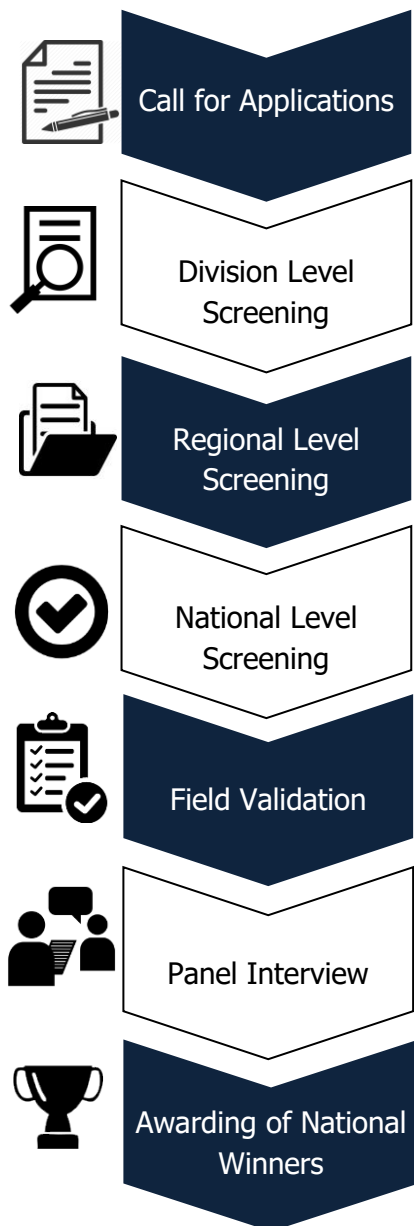 Call for Applications
Division Level
Screening
Regional Level
Screening
National Level
Screening
Field Validation
Panel Interview
Awarding of National
Winners